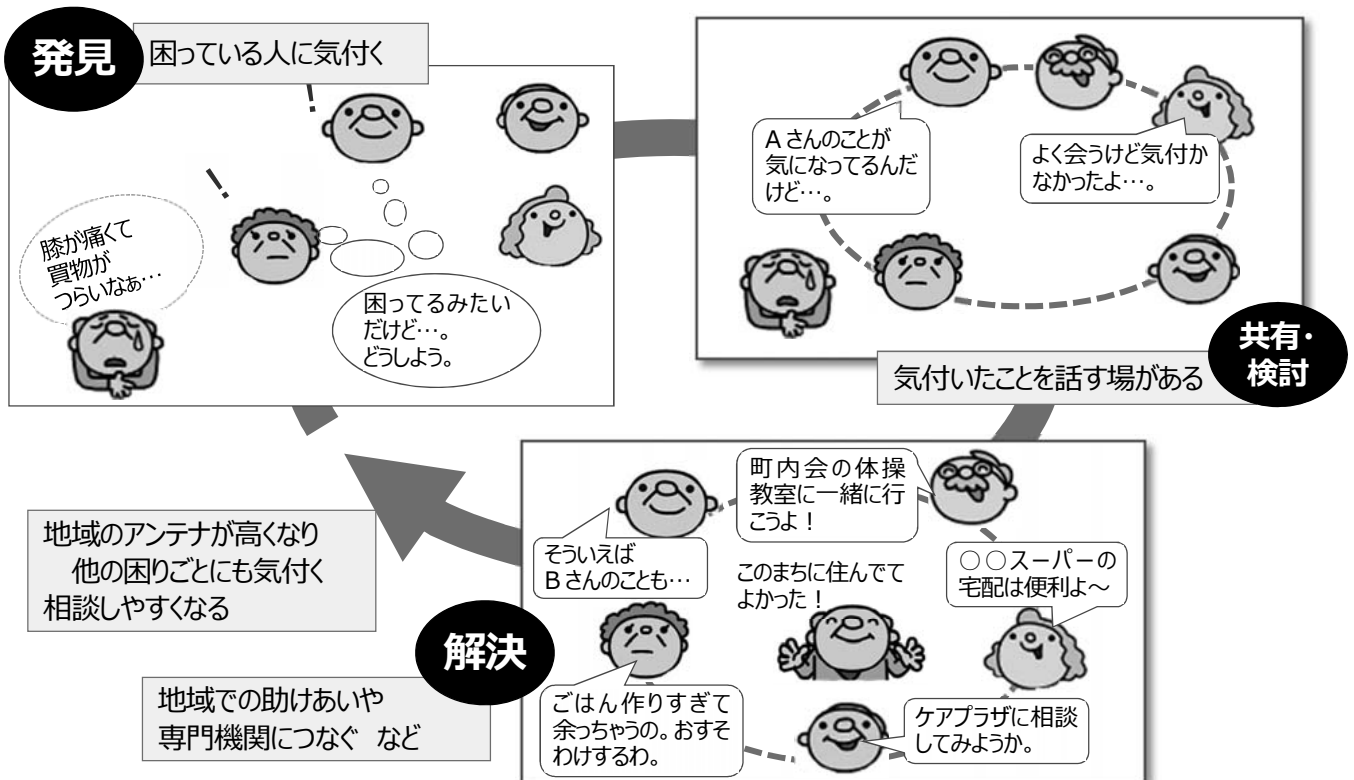 発見
困っている人に気付く
膝が痛くて
買物が
つらいなぁ…
困ってるみたい
だけど…。
どうしよう。
Aさんのことが
気になってるんだ
けど…。
よく会うけど気付か
なかったよ…。
共有・
検討
気付いたことを話す場がある
町内会の体操
教室に一緒に行
こうよ！
そういえば
Bさんのことも…
このまちに住んでて
よかった！
○○スーパーの
宅配は便利よ～
解決
ごはん作りすぎて
余っちゃうの。おすそ
わけするわ。
ケアプラザに相談
してみようか。
地域での助けあいや
専門機関につなぐ など
地域のアンテナが高くなり
他の困りごとにも気付く
相談しやすくなる